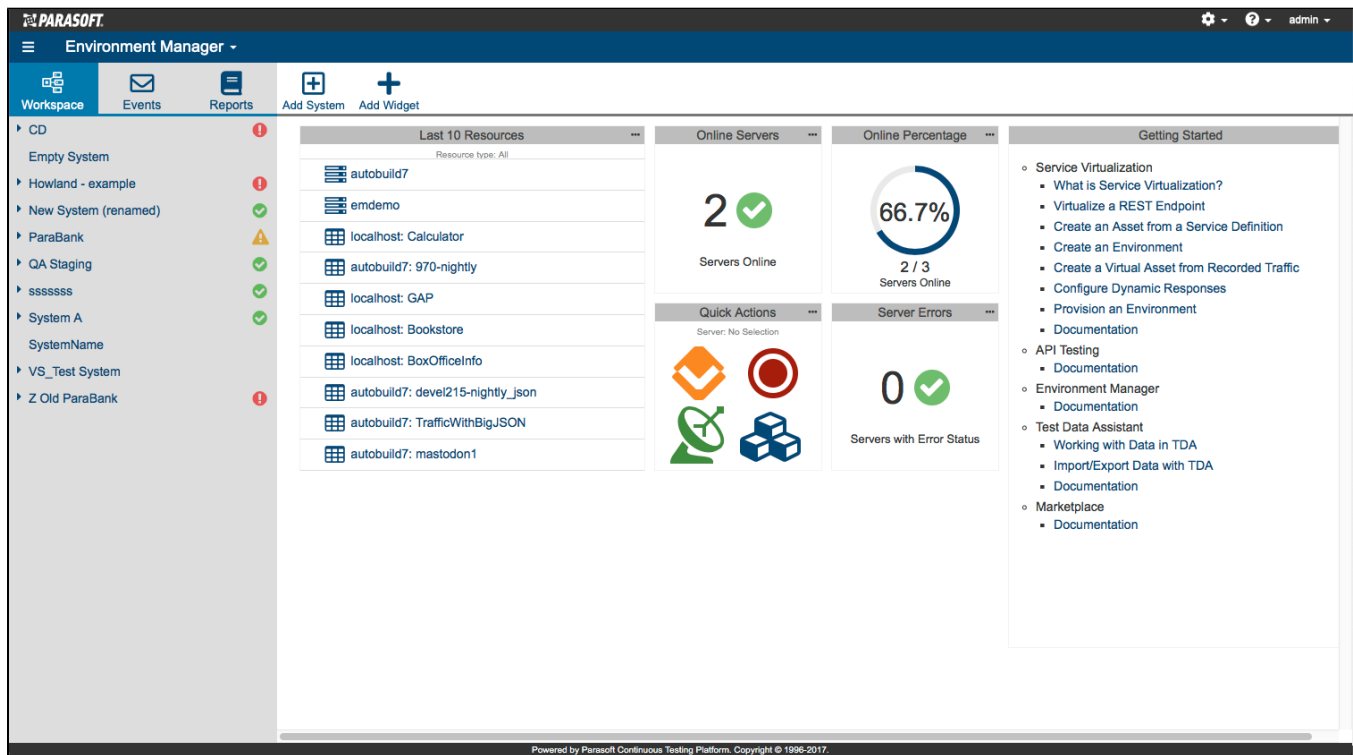 PARASOFT.
admin
Environment Manager
Workspace
Events
Reports
Add System
Add Widget
CD
Empty System
Howland - example
New System (renamed)
ParaBank
QA Staging
sssssss
System A
SystemName
VS_Test System
Z Old ParaBank
Last 10 Resources
Resource type: All
autobuild7
emdemo
localhost: Calculator
autobuild7: 970-nightly
localhost: GAP
localhost: Bookstore
localhost: BoxOfficeInfo
autobuild7: devel215-nightly_json
autobuild7: TrafficWithBigJSON
autobuild7: mastodon1
Online Servers
2
Servers Online
Online Percentage
66.7%
2 / 3
Servers Online
Quick Actions
Server: No Selection
Server Errors
0
Servers with Error Status
Getting Started
Service Virtualization
What is Service Virtualization?
Virtualize a REST Endpoint
Create an Asset from a Service Definition
Create an Environment
Create a Virtual Asset from Recorded Traffic
Configure Dynamic Responses
Provision an Environment
Documentation
API Testing
Documentation
Environment Manager
Documentation
Test Data Assistant
Working with Data in TDA
Import/Export Data with TDA
Documentation
Marketplace
Documentation
Powered by Parasoft Continuous Testing Platform. Copyright © 1996-2017.